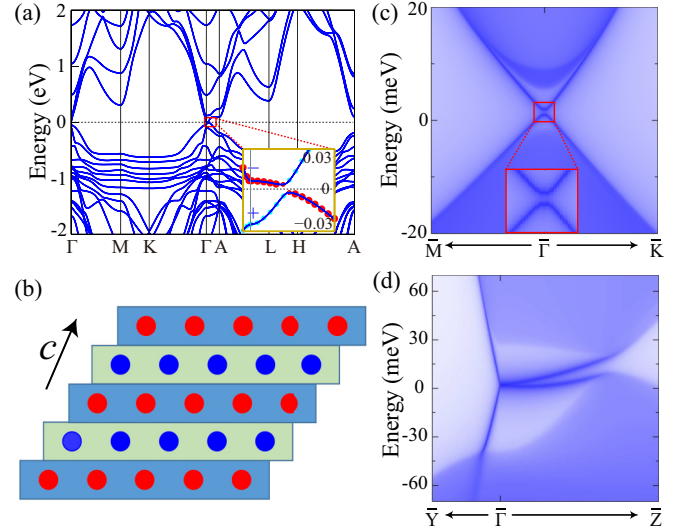 (a)
Energy (eV)
2
1
0
-1
-2
Γ M K Γ A L H A
0.03
0
−0.03
+
+
(b)
c
(c)
Energy (meV)
20
0
-20
M̄ Γ̄ K̄
(d)
Energy (meV)
60
30
0
-30
-60
Ȳ Γ̄ Z̄